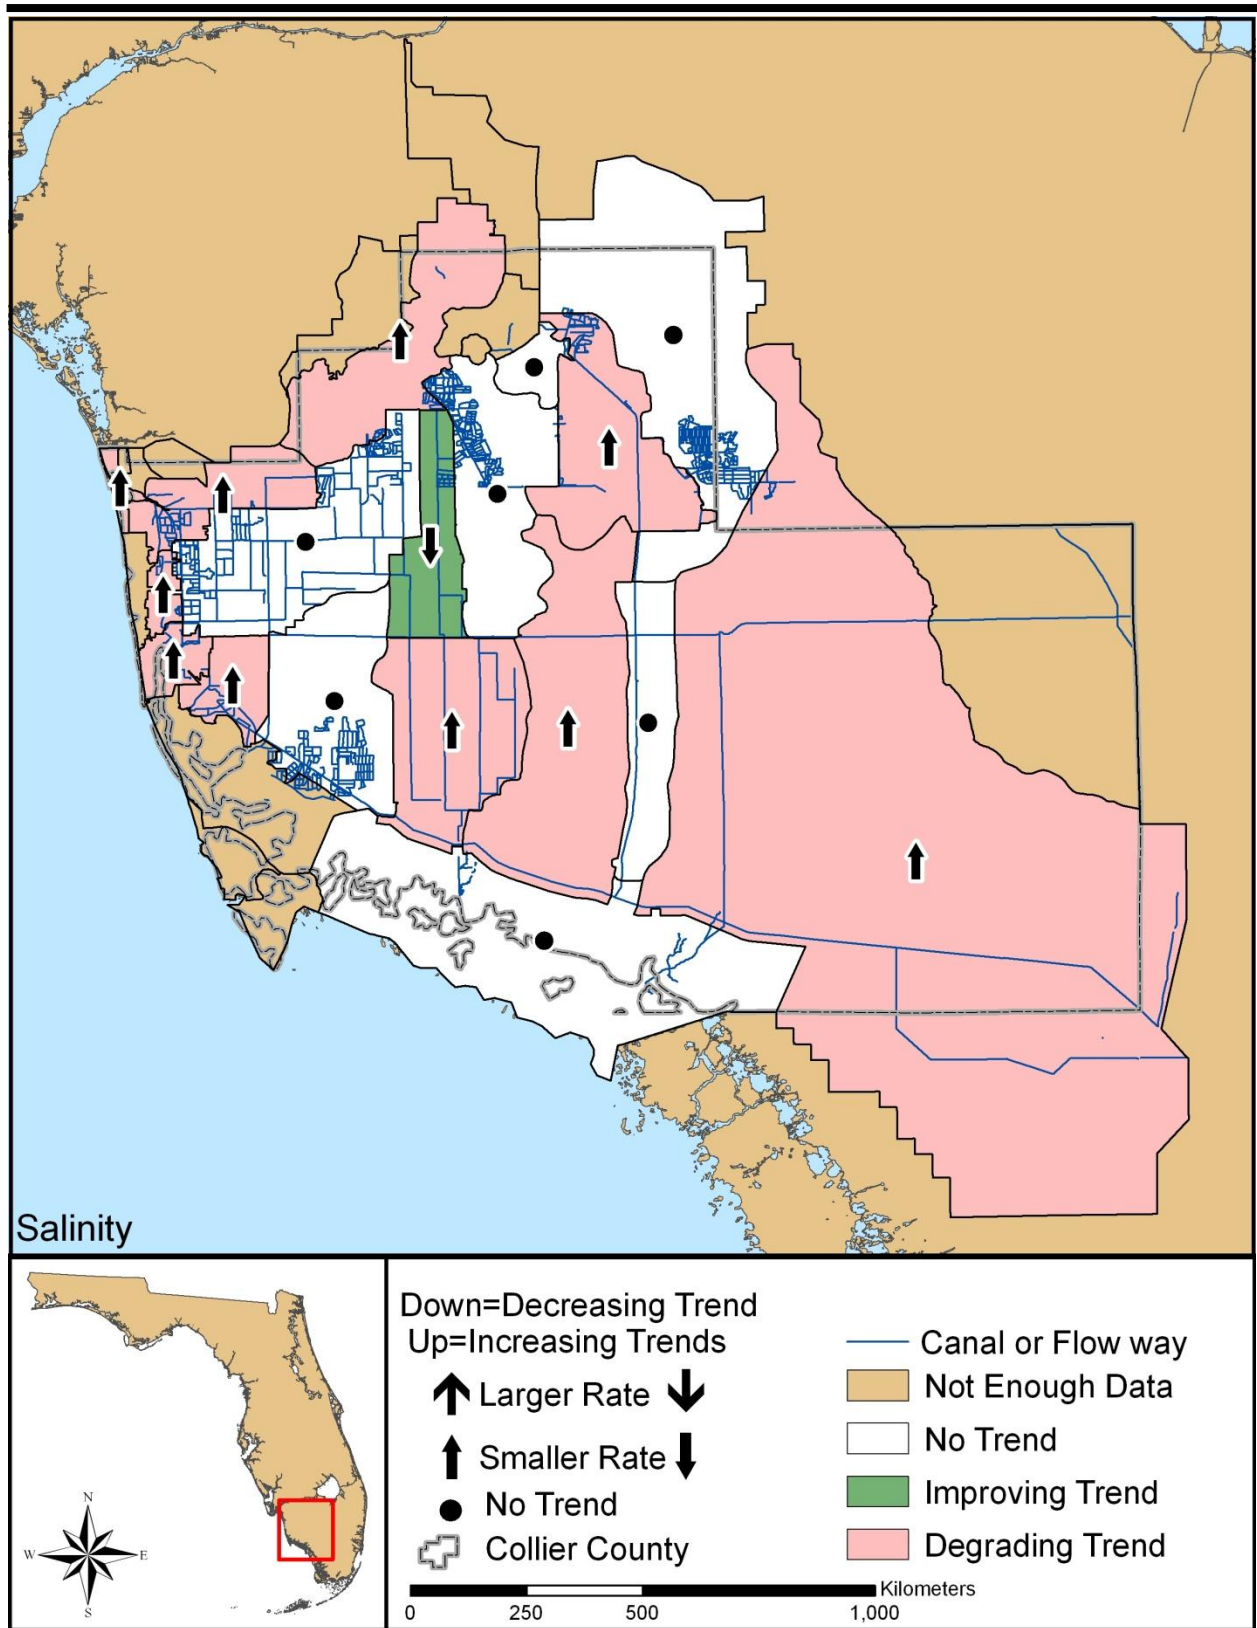 Salinity
Down=Decreasing Trend
Up=Increasing Trends
Larger Rate
Smaller Rate
No Trend
Collier County
Canal or Flow way
Not Enough Data
No Trend
Improving Trend
Degrading Trend
Kilometers
0 250 500 1,000
N
W E
S